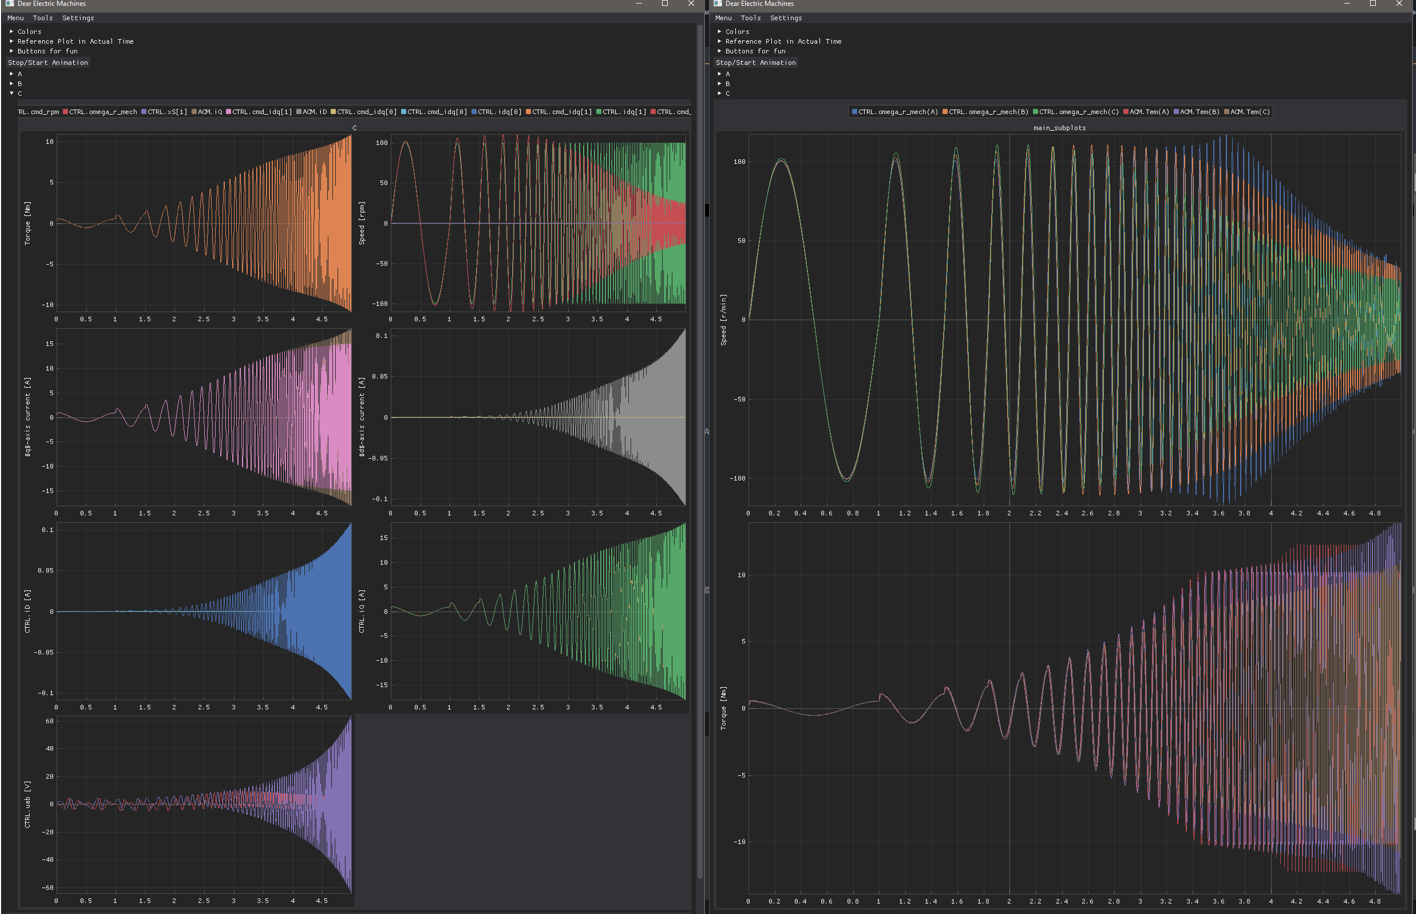 Dear Electric Machines
Menu Tools Settings
Colors
Reference Plot in Actual Time
Buttons for fun
Stop/Start Animation
A
B
C
RL.cmd_rpm CTRL.omega_r_mech CTRL.xS[1] ACM.iQ CTRL.cmd_idq[1] ACM.iD CTRL.cmd_idq[0] CTRL.cmd_idq[0] CTRL.idq[0] CTRL.cmd_idq[1] CTRL.idq[1] CTRL.cmd_
C
Torque [Nm]
10
5
0
-5
-10
0 0.5 1 1.5 2 2.5 3 3.5 4 4.5
Speed [rpm]
100
50
0
-50
-100
0 0.5 1 1.5 2 2.5 3 3.5 4 4.5
$q$-axis current [A]
15
10
5
0
-5
-10
-15
0 0.5 1 1.5 2 2.5 3 3.5 4 4.5
$d$-axis current [A]
0.1
0.05
0
-0.05
-0.1
0 0.5 1 1.5 2 2.5 3 3.5 4 4.5
CTRL.iD [A]
0.1
0.05
0
-0.05
-0.1
0 0.5 1 1.5 2 2.5 3 3.5 4 4.5
CTRL.iQ [A]
15
10
5
0
-5
-10
-15
0 0.5 1 1.5 2 2.5 3 3.5 4 4.5
CTRL.uab [V]
60
40
20
0
-20
-40
-60
0 0.5 1 1.5 2 2.5 3 3.5 4 4.5
Dear Electric Machines
Menu Tools Settings
Colors
Reference Plot in Actual Time
Buttons for fun
Stop/Start Animation
A
B
C
CTRL.omega_r_mech(A) CTRL.omega_r_mech(B) CTRL.omega_r_mech(C) ACM.Tem(A) ACM.Tem(B) ACM.Tem(C)
main_subplots
Speed [r/min]
100
50
0
-50
-100
0 0.2 0.4 0.6 0.8 1 1.2 1.4 1.6 1.8 2 2.2 2.4 2.6 2.8 3 3.2 3.4 3.6 3.8 4 4.2 4.4 4.6 4.8
Torque [Nm]
10
5
0
-5
-10
0 0.2 0.4 0.6 0.8 1 1.2 1.4 1.6 1.8 2 2.2 2.4 2.6 2.8 3 3.2 3.4 3.6 3.8 4 4.2 4.4 4.6 4.8